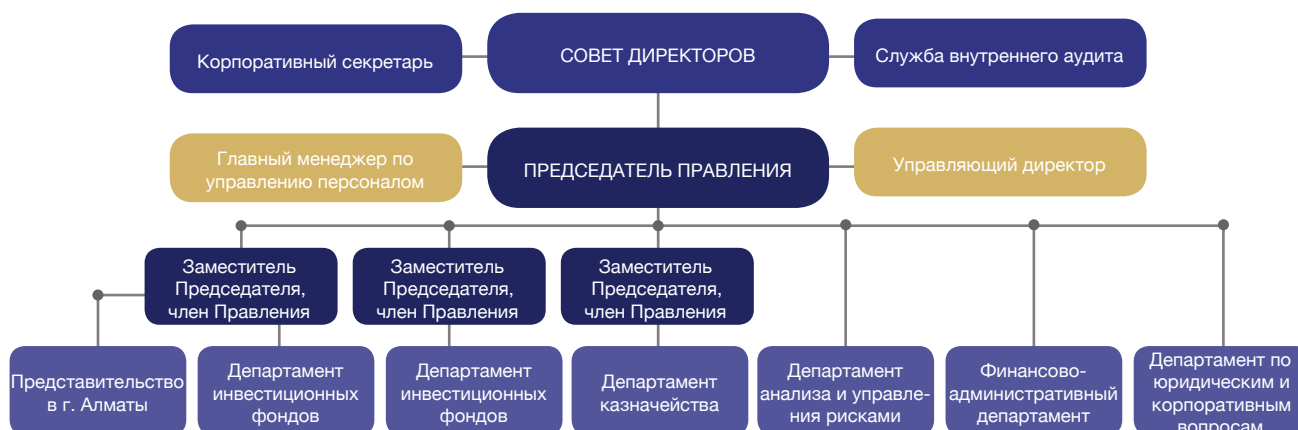 Корпоративный секретарь
СОВЕТ ДИРЕКТОРОВ
Служба внутреннего аудита
Главный менеджер по
управлению персоналом
ПРЕДСЕДАТЕЛЬ ПРАВЛЕНИЯ
Управляющий директор
Заместитель
Председателя,
член Правления
Заместитель
Председателя,
член Правления
Заместитель
Председателя,
член Правления
Представительство
в г. Алматы
Департамент
инвестиционных
фондов
Департамент
инвестиционных
фондов
Департамент
казначейства
Департамент
анализа и управле-
ния рисками
Финансово-
административный
департамент
Департамент по
юридическим и
корпоративным
вопросам